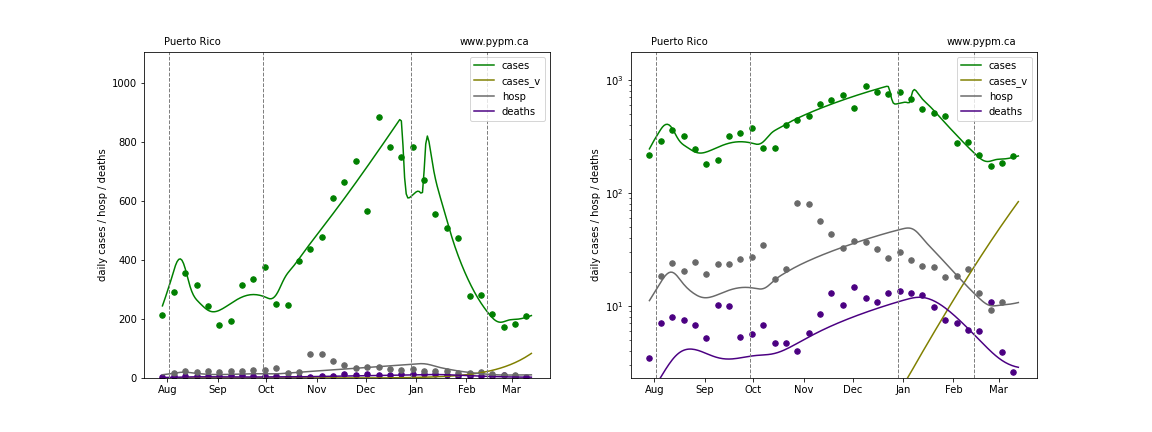 Puerto Rico www.pypm.ca
daily cases / hosp / deaths
1000
800
600
400
200
0
cases
cases_v
hosp
deaths
Aug Sep Oct Nov Dec Jan Feb Mar
Puerto Rico www.pypm.ca
daily cases / hosp / deaths
10³
10²
10¹
cases
cases_v
hosp
deaths
Aug Sep Oct Nov Dec Jan Feb Mar